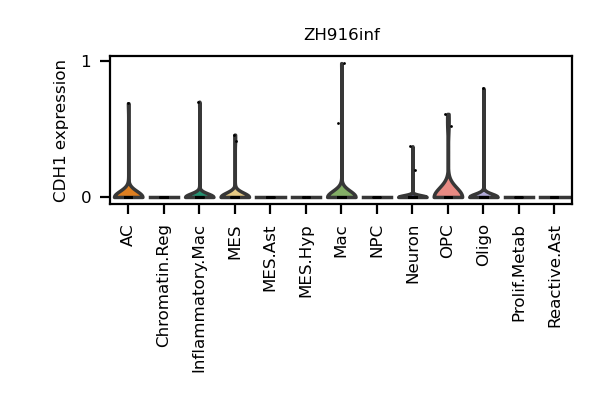 ZH916inf
CDH1 expression
1
0
AC
Chromatin.Reg
Inflammatory.Mac
MES
MES.Ast
MES.Hyp
Mac
NPC
Neuron
OPC
Oligo
Prolif.Metab
Reactive.Ast